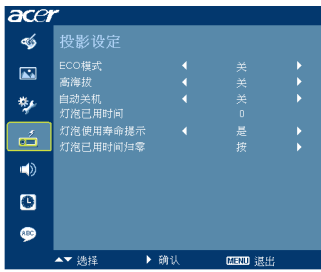 acer
投影设定
ECO模式 关
高海拔 关
自动关机 关
灯泡已用时间 0
灯泡使用寿命提示 是
灯泡已用时间归零 按
ABC
选择 确认 MENU 退出